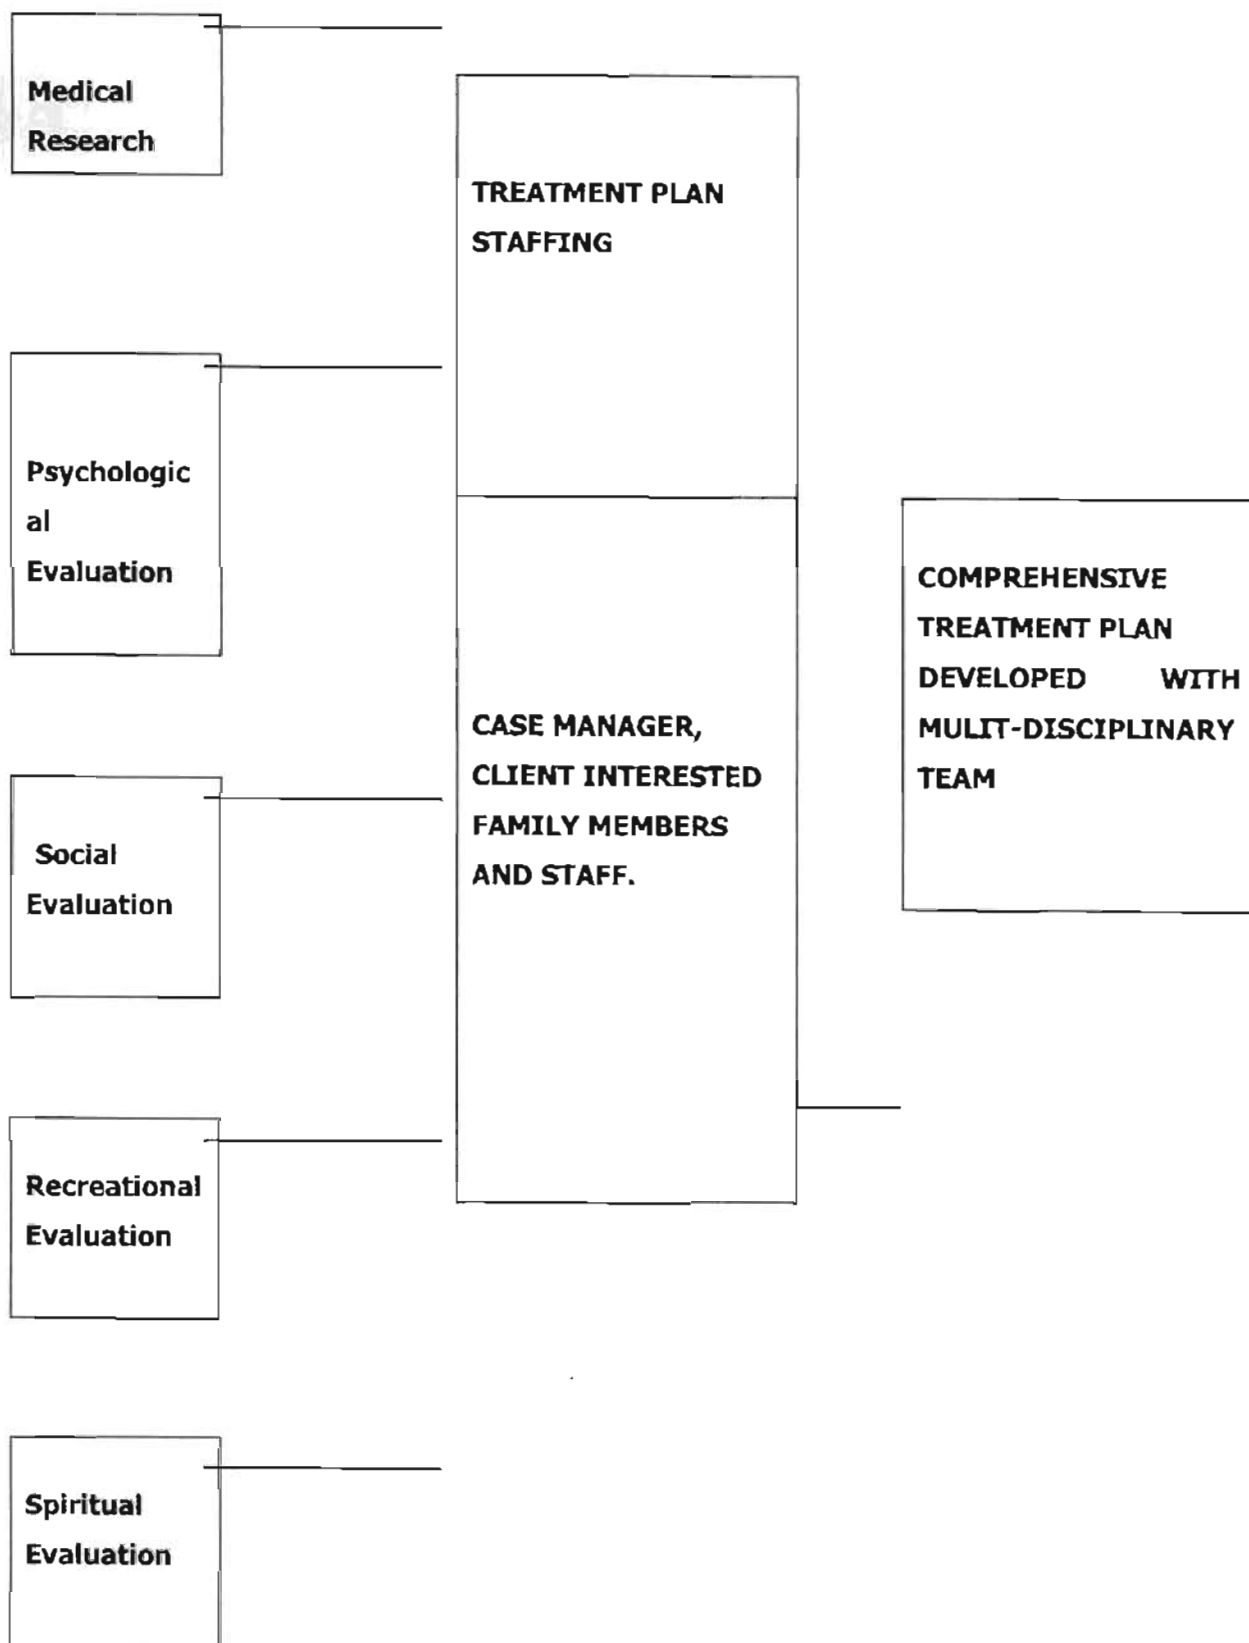 Medical
Research
TREATMENT PLAN
STAFFING
Psychologic
al
Evaluation
COMPREHENSIVE
TREATMENT PLAN
DEVELOPED WITH
MULIT-DISCIPLINARY
TEAM
CASE MANAGER,
CLIENT INTERESTED
FAMILY MEMBERS
AND STAFF.
Social
Evaluation
Recreational
Evaluation
Spiritual
Evaluation